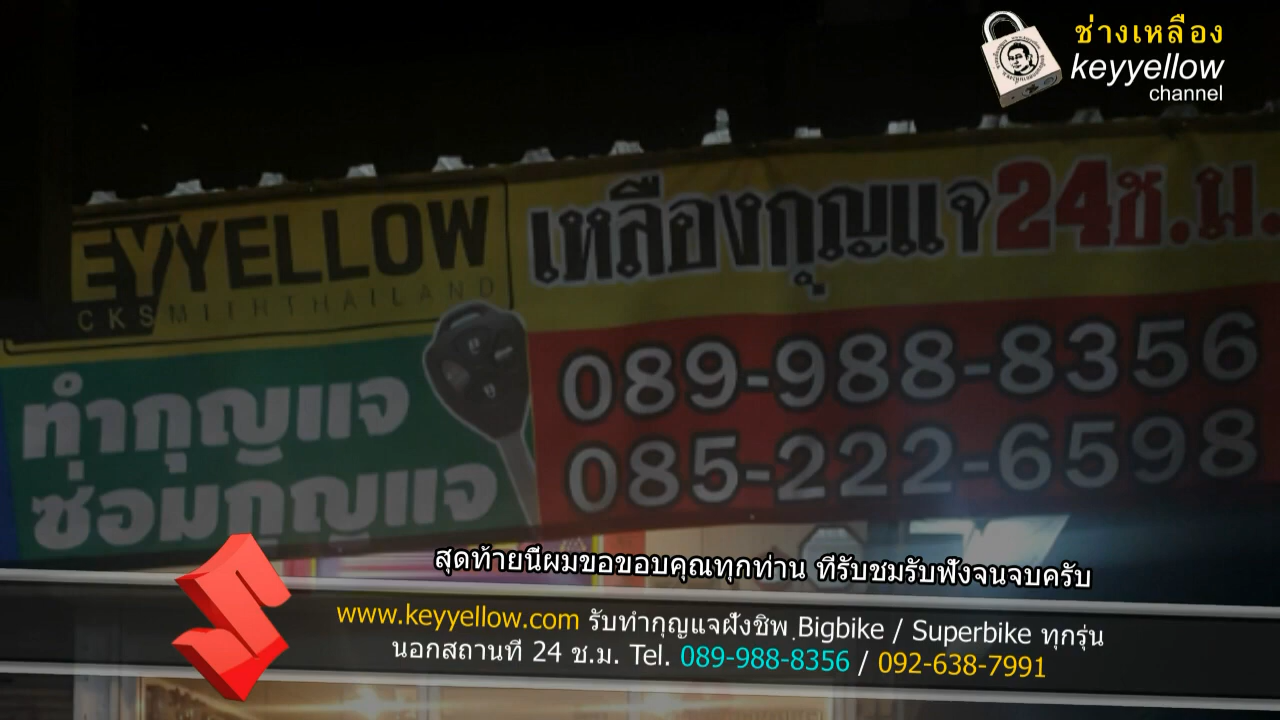 ช่างเหลือง
keyyellow
channel
EYYELLOW
CKSMITHTHAILAND
เหลืองกุญแจ24ช.ม.
ทำกุญแจ
ซ่อมกุญแจ
089-988-8356
085-222-6598
สุดท้ายนี้ผมขอขอบคุณทุกท่าน ที่รับชมรับฟังจนจบครับ
www.keyyellow.com รับทำกุญแจฝังชิพ Bigbike / Superbike ทุกรุ่น
นอกสถานที่ 24 ช.ม. Tel. 089-988-8356 / 092-638-7991